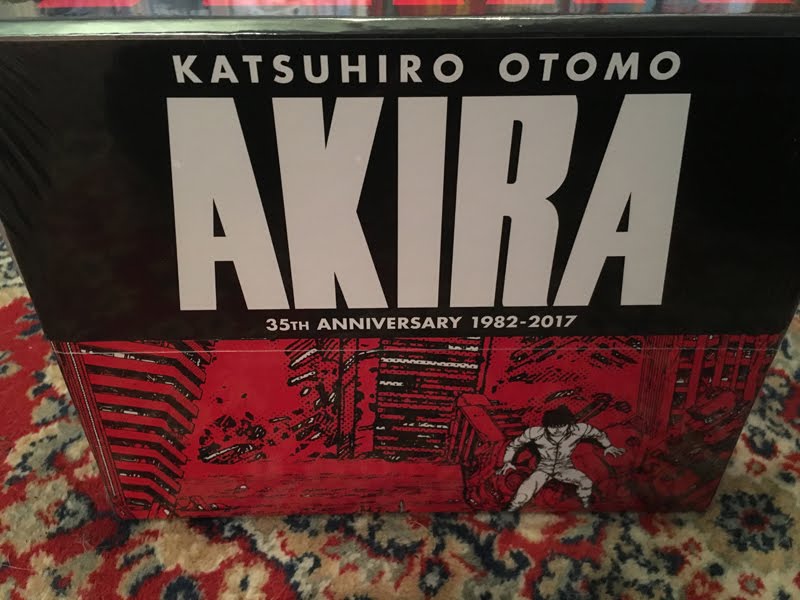 KATSUHIRO OTOMO
AKIRA
35TH ANNIVERSARY 1982-2017